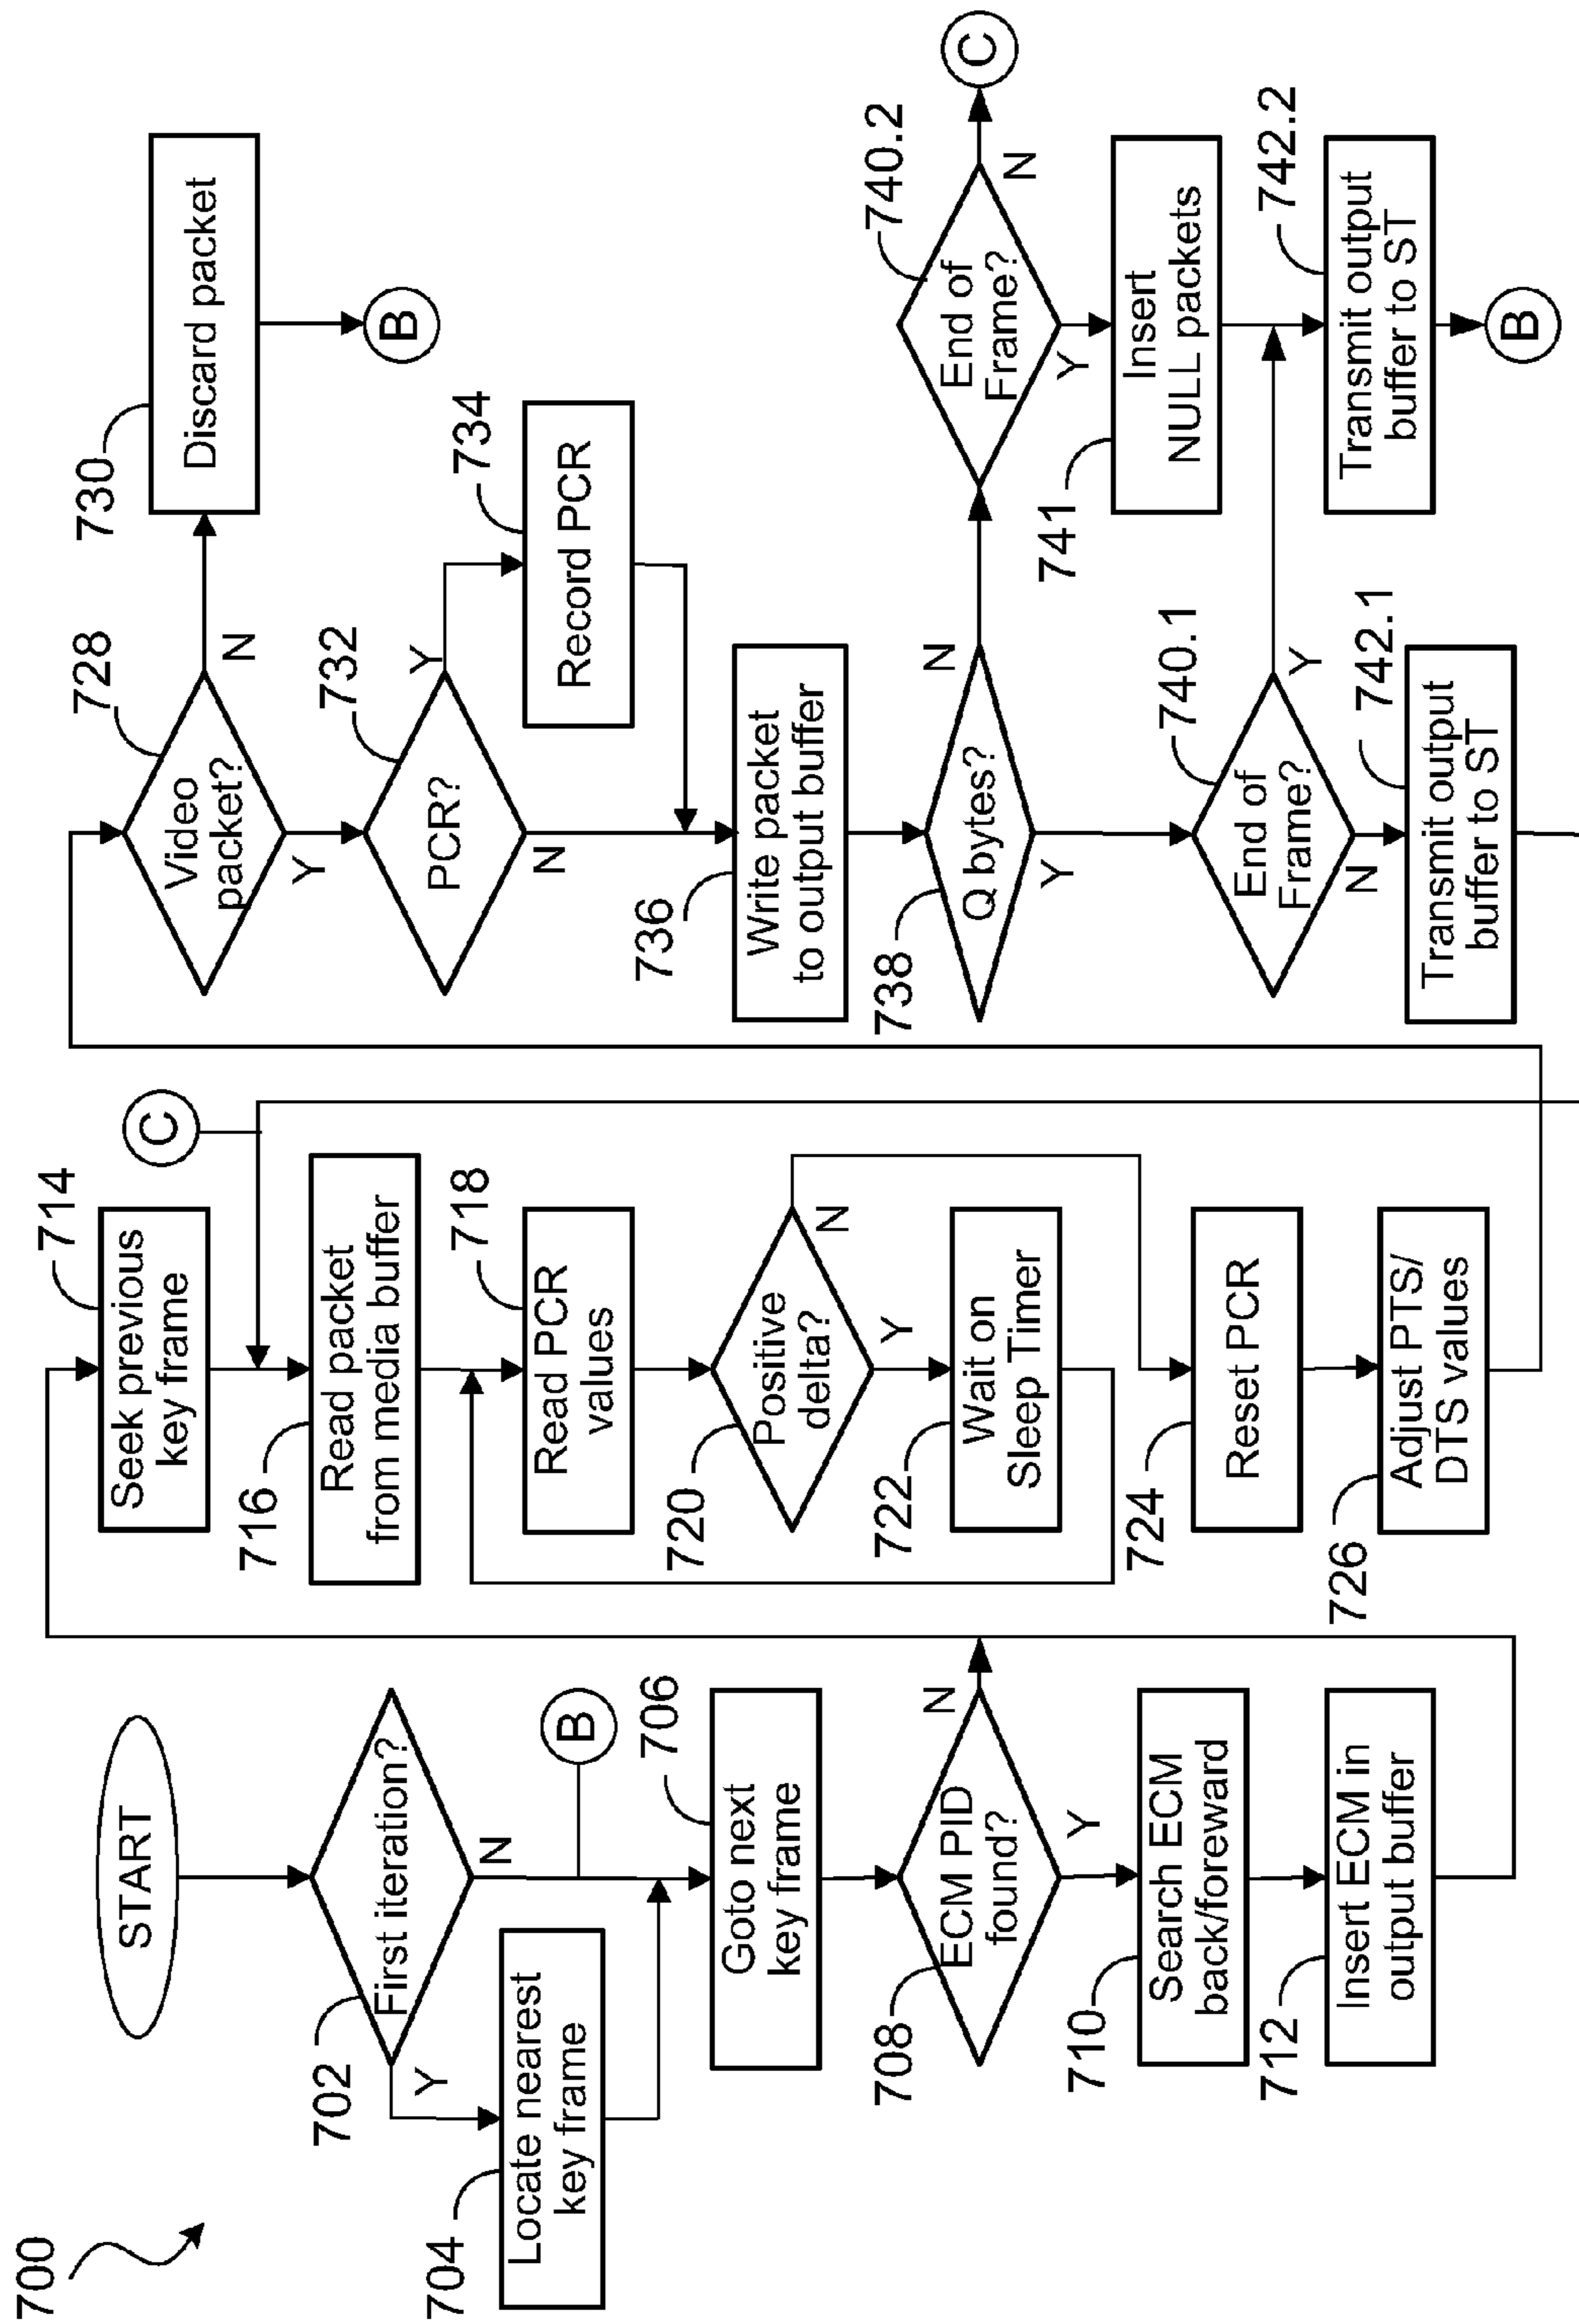 700
START
702
First iteration?
Y
N
704
Locate nearest
key frame
B
706
Goto next
key frame
708
ECM PID
found?
N
Y
710
Search ECM
back/foreward
712
Insert ECM in
output buffer
714
Seek previous
key frame
C
716
Read packet
from media buffer
718
Read PCR
values
720
Positive
delta?
N
Y
722
Wait on
Sleep Timer
724
Reset PCR
726
Adjust PTS/
DTS values
728
Video
packet?
N
Y
730
Discard packet
B
732
PCR?
Y
N
734
Record PCR
736
Write packet
to output buffer
738
Q bytes?
N
Y
740.2
End of
Frame?
N
Y
C
741
Insert
NULL packets
740.1
End of
Frame?
Y
N
742.1
Transmit output
buffer to ST
742.2
Transmit output
buffer to ST
B